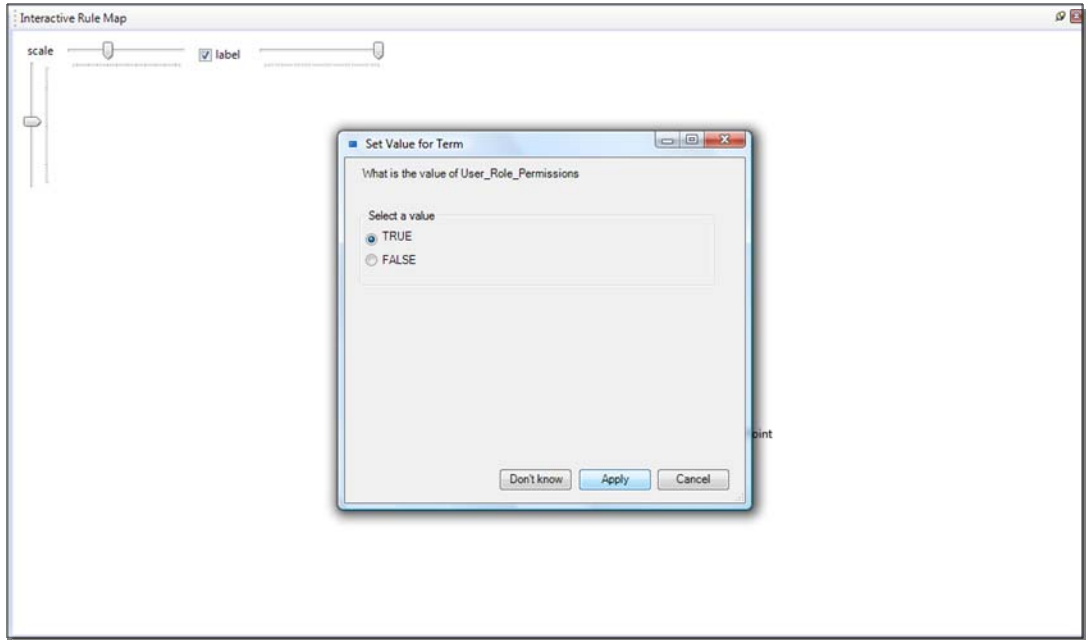 Interactive Rule Map
scale
label
Set Value for Term
What is the value of User_Role_Permissions
Select a value
TRUE
FALSE
oint
Don't know Apply Cancel